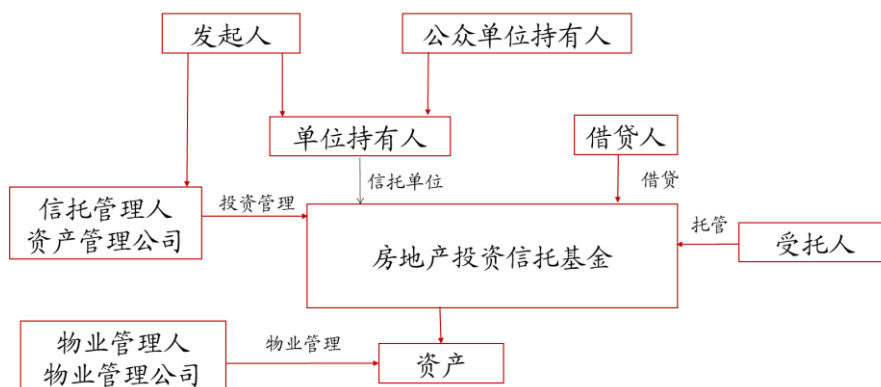 发起人
公众单位持有人
单位持有人
借贷人
信托单位
借贷
信托管理人
资产管理公司
投资管理
房地产投资信托基金
托管
受托人
物业管理人
物业管理公司
物业管理
资产